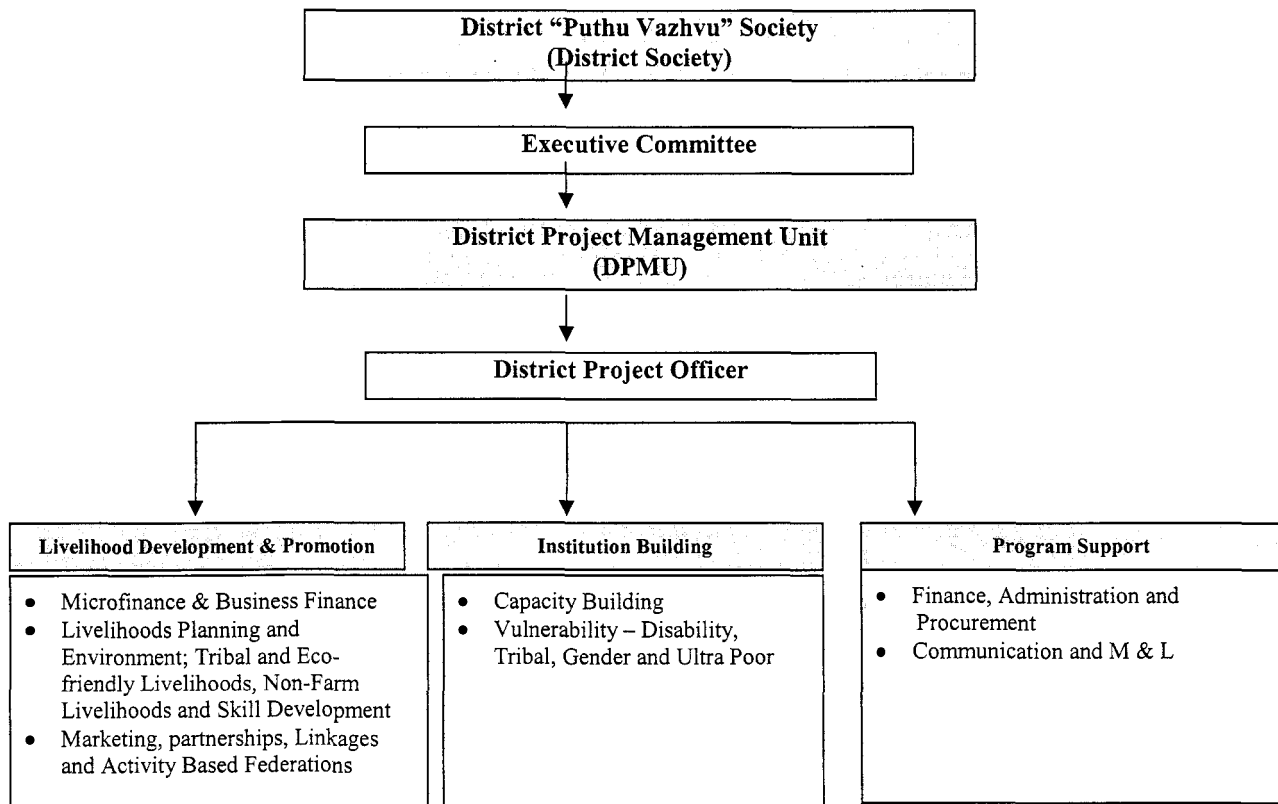 District “Puthu Vazhvu” Society
(District Society)
Executive Committee
District Project Management Unit
(DPMU)
District Project Officer
Livelihood Development & Promotion
• Microfinance & Business Finance
• Livelihoods Planning and
Environment; Tribal and Eco-
friendly Livelihoods, Non-Farm
Livelihoods and Skill Development
• Marketing, partnerships, Linkages
and Activity Based Federations
Institution Building
• Capacity Building
• Vulnerability – Disability,
Tribal, Gender and Ultra Poor
Program Support
• Finance, Administration and
Procurement
• Communication and M & L